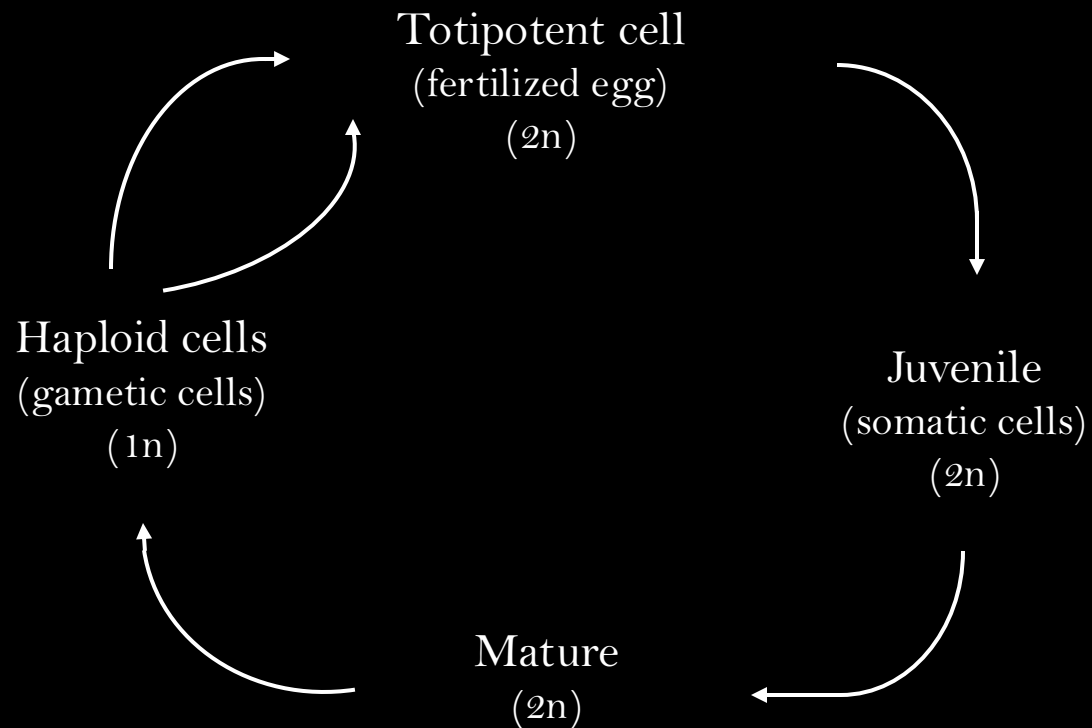 Totipotent cell
(fertilized egg)
(2n)
Haploid cells
(gametic cells)
(1n)
Juvenile
(somatic cells)
(2n)
Mature
(2n)